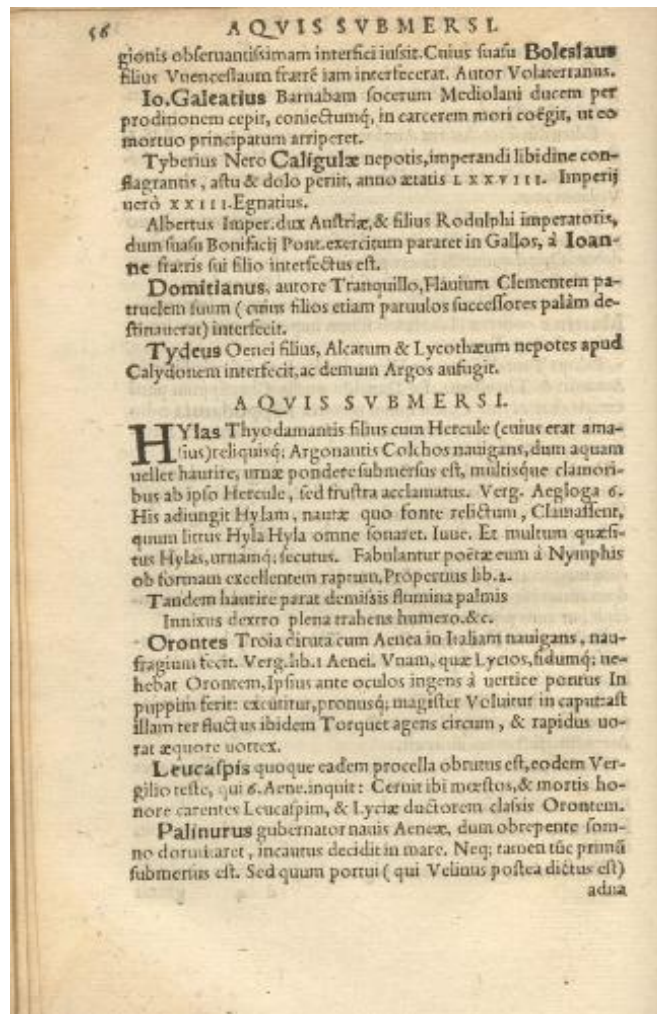 56 AQVIS SVBMERSI.
gionis obſeruantiſsimam interfici iuſsit. Cuius ſuaſu Boleslaus
filius Vuenceſlaum fratrē iam interfecerat. Autor Volaterranus.
Io. Galeatius Barnabam ſocerum Mediolani ducem per
proditionem cepit, coniectumq́;, in carcerem mori coëgit, ut eo
mortuo principatum arriperet.
Tyberius Nero Caligulæ nepotis, imperandi libidine con-
flagrantis, aſtu & dolo periit, anno ætatis LXXVIII. Imperij
uerò XXIII. Egnatius.
Albertus Imper. dux Auſtriæ, & filius Rodulphi imperatoris,
dum ſuaſu Bonifacij Pont. exercitum pararet in Gallos, à Ioan-
ne fratris ſui filio interfectus eſt.
Domitianus, autore Tranquillo, Flauium Clementem pa-
truelem ſuum (cuius filios etiam paruulos ſucceſſores palàm de-
ſtinauerat) interfecit.
Tydeus Oenei filius, Alcatum & Lycothæum nepotes apud
Calydonem interfecit, ac demum Argos aufugit.
AQVIS SVBMERSI.
HYlas Thyodamantis filius cum Hercule (cuius erat ama-
ſius) reliquisq́; Argonautis Colchos nauigans, dum aquam
uellet haurire, urnæ pondere ſubmerſus eſt, multisque clamori-
bus ab ipſo Hercule, ſed fruſtra acclamatus. Verg. Aegloga 6.
His adiungit Hylam, nautæ quo fonte relictum, Clamaſſent,
quum littus Hyla Hyla omne ſonaret. Iuue. Et multum quæſi-
tus Hylas, urnamq́; ſecutus. Fabulantur poëtæ eum à Nymphis
ob formam excellentem raptum. Propertius lib. 1.
Tandem haurire parat demiſsis flumina palmis
Innixus dextro plena trahens humero. &c.
Orontes Troia diruta cum Aenea in Italiam nauigans, nau-
fragium fecit. Verg. lib. 1 Aenei. Vnam, quæ Lycios, fidumq́; ue-
hebat Orontem, Ipſius ante oculos ingens à uertice pontus In
puppim ferit: excutitur, pronusq́; magiſter Voluitur in caput: aſt
illam ter fluctus ibidem Torquet agens circum, & rapidus uo-
rat æquore uortex.
Leucaſpis quoque eadem procella obrutus eſt, eodem Ver-
gilio teſte, qui 6. Aene. inquit: Cernit ibi mœſtos, & mortis ho-
nore carentes Leucaſpim, & Lyciæ ductorem claſsis Orontem.
Palinurus gubernator nauis Aeneæ, dum obrepente ſom-
no dormitaret, incautus decidit in mare. Neq; tamen tūc primū
ſubmerſus eſt. Sed quum portui (qui Velinus poſtea dictus eſt)
adna